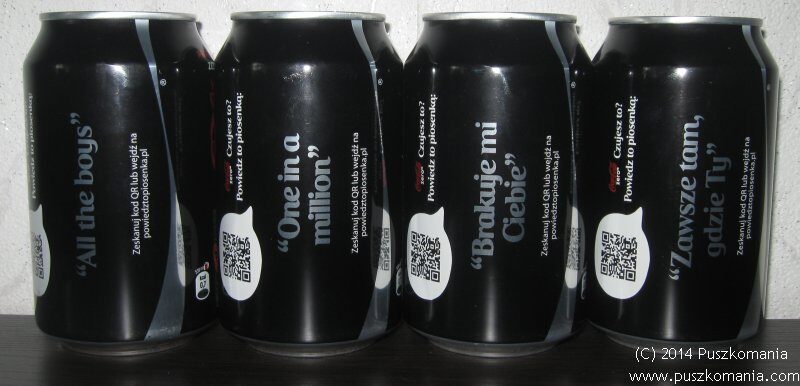 Powiedz to piosenką:
"All the boys"
Zeskanuj kod QR lub wejdź na
powiedztopiosenka.pl
zero
Czujesz to?
Powiedz to piosenką:
"One in a
million"
Zeskanuj kod QR lub wejdź na
powiedztopiosenka.pl
zero
Czujesz to?
Powiedz to piosenką:
"Brakuje mi
Ciebie"
Zeskanuj kod QR lub wejdź na
powiedztopiosenka.pl
zero
Czujesz to?
Powiedz to piosenką:
"Zawsze tam,
gdzie Ty"
Zeskanuj kod QR lub wejdź na
powiedztopiosenka.pl
(C) 2014 Puszkomania
www.puszkomania.com